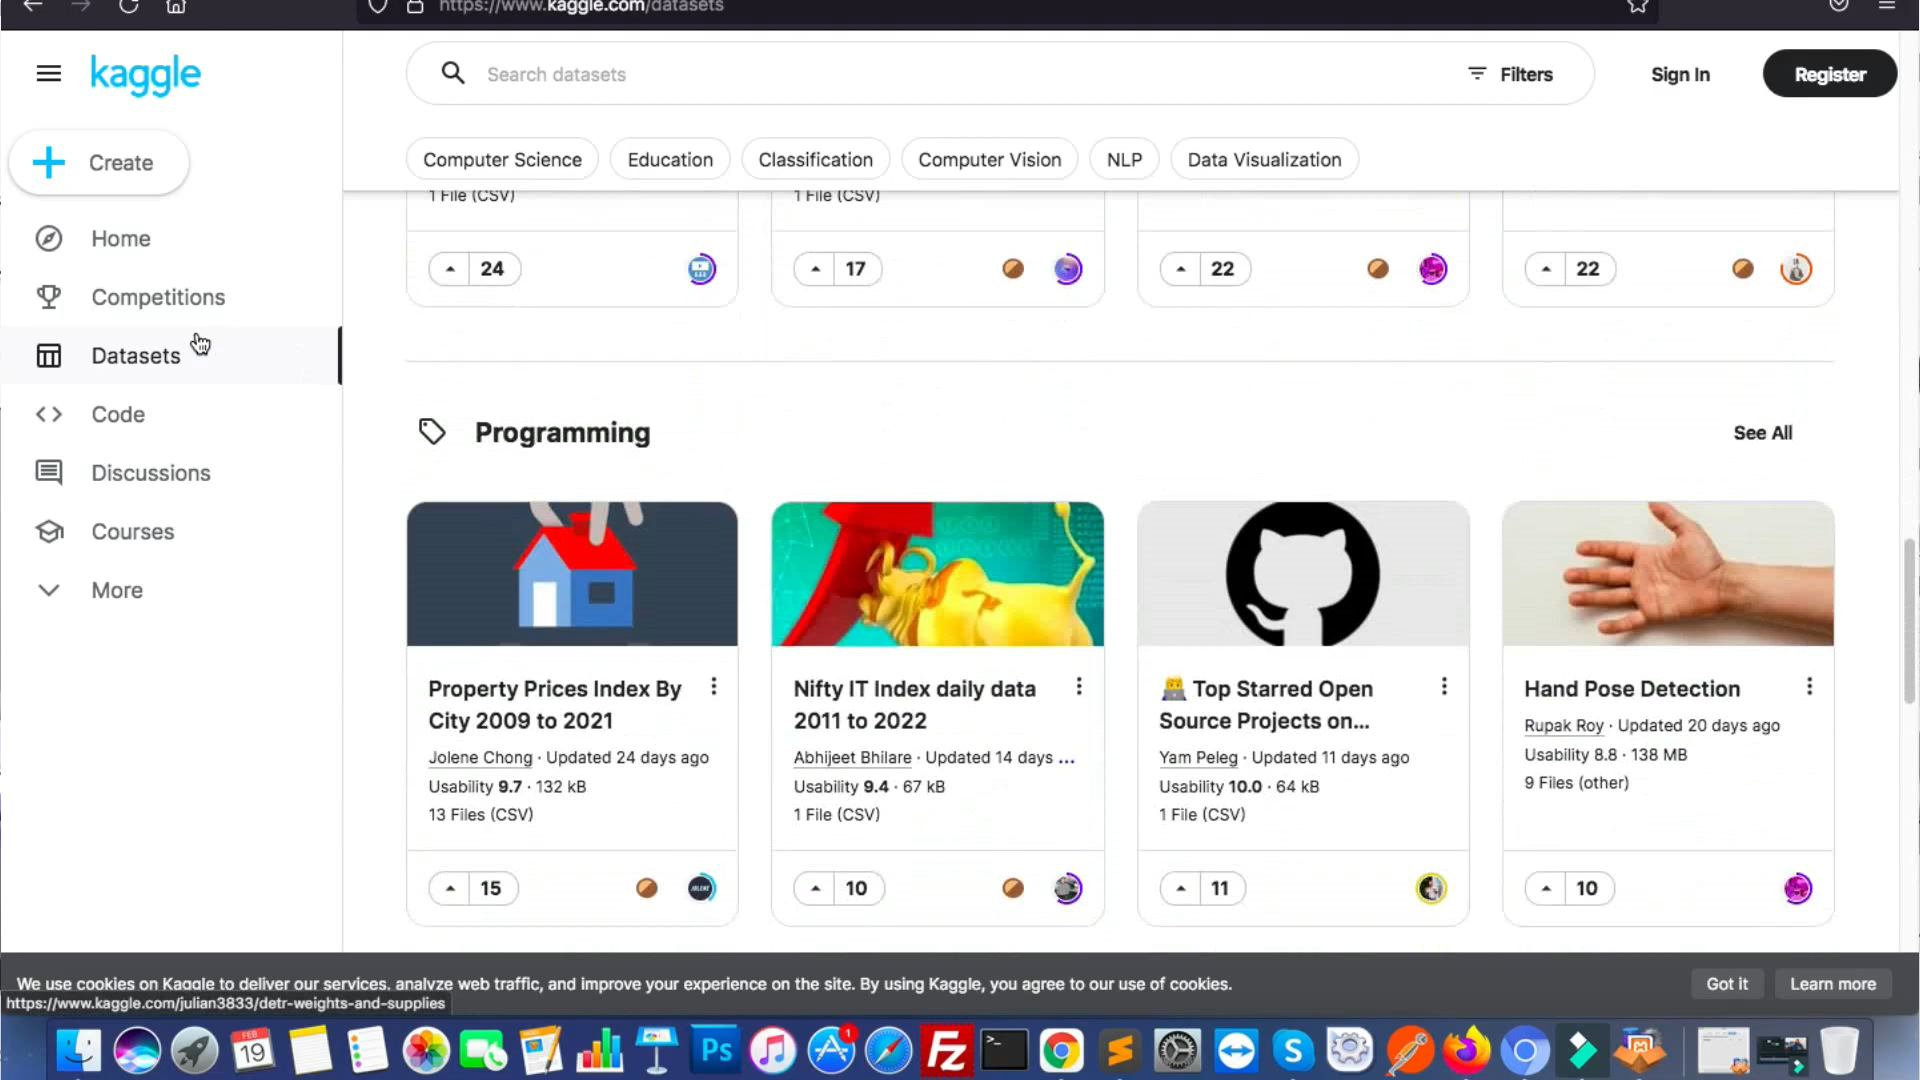 https://www.kaggle.com/datasets
kaggle
Search datasets
Filters
Sign In
Register
Create
Computer Science
Education
Classification
Computer Vision
NLP
Data Visualization
1 File (CSV)
1 File (CSV)
Home
24
17
22
22
Competitions
Datasets
Code
Discussions
Courses
More
Programming
See All
Property Prices Index By
City 2009 to 2021
Jolene Chong · Updated 24 days ago
Usability 9.7 · 132 kB
13 Files (CSV)
15
JOLENE
Nifty IT Index daily data
2011 to 2022
Abhijeet Bhilare · Updated 14 days ...
Usability 9.4 · 67 kB
1 File (CSV)
10
Top Starred Open
Source Projects on...
Yam Peleg · Updated 11 days ago
Usability 10.0 · 64 kB
1 File (CSV)
11
Hand Pose Detection
Rupak Roy · Updated 20 days ago
Usability 8.8 · 138 MB
9 Files (other)
10
We use cookies on Kaggle to deliver our services, analyze web traffic, and improve your experience on the site. By using Kaggle, you agree to our use of cookies.
Got it
Learn more
https://www.kaggle.com/julian3833/detr-weights-and-supplies
FEB
19
Ps
1
Fz
>_
S
S